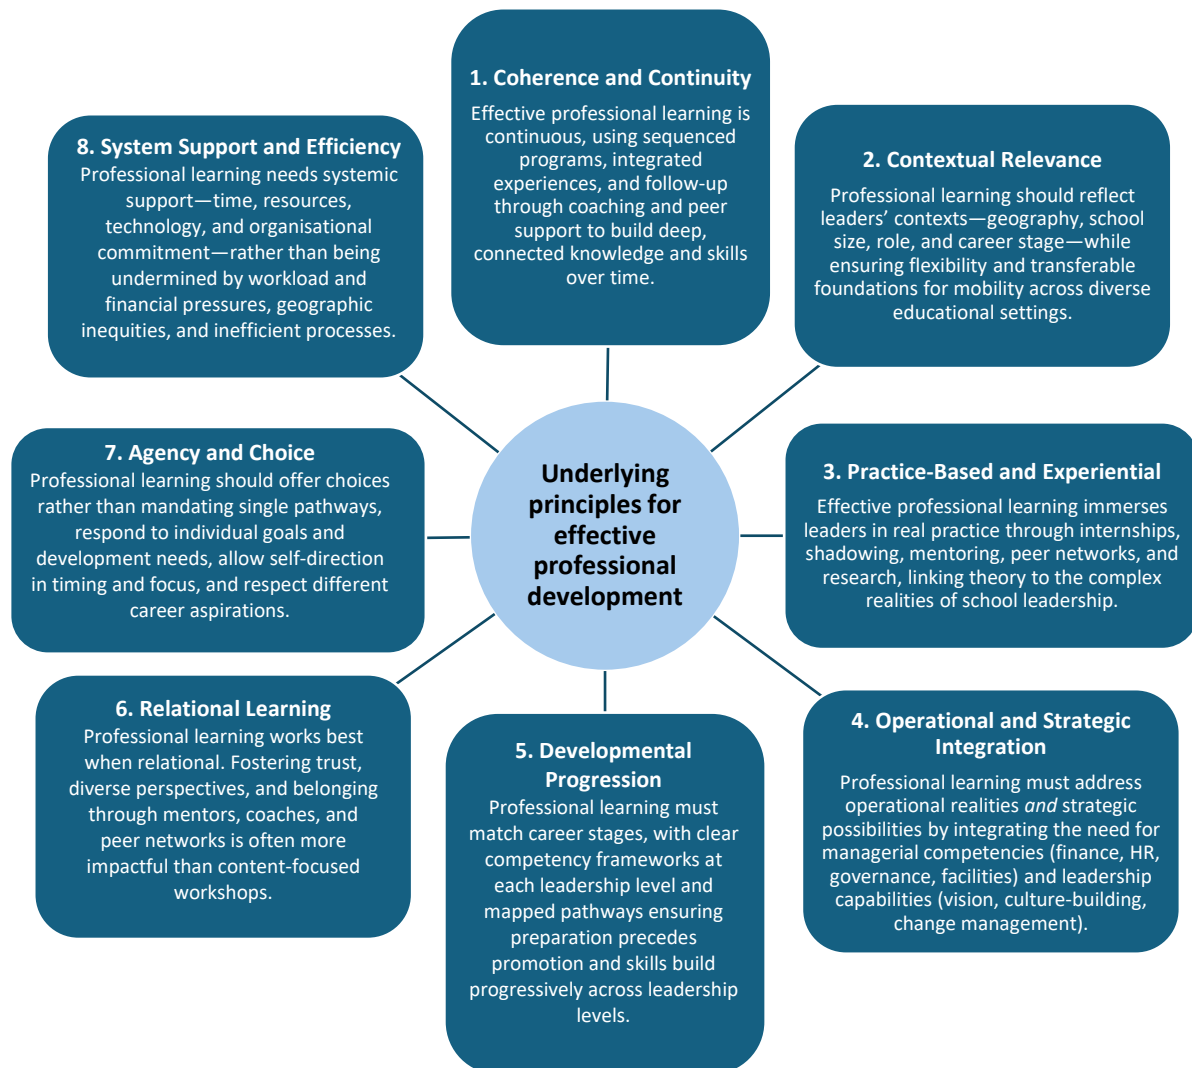 Underlying
principles for
effective
professional
development
1. Coherence and Continuity
Effective professional learning is
continuous, using sequenced
programs, integrated
experiences, and follow-up
through coaching and peer
support to build deep,
connected knowledge and skills
over time.
2. Contextual Relevance
Professional learning should reflect
leaders’ contexts—geography, school
size, role, and career stage—while
ensuring flexibility and transferable
foundations for mobility across diverse
educational settings.
3. Practice-Based and Experiential
Effective professional learning immerses
leaders in real practice through internships,
shadowing, mentoring, peer networks, and
research, linking theory to the complex
realities of school leadership.
4. Operational and Strategic
Integration
Professional learning must address
operational realities and strategic
possibilities by integrating the need for
managerial competencies (finance, HR,
governance, facilities) and leadership
capabilities (vision, culture-building,
change management).
5. Developmental
Progression
Professional learning must
match career stages, with clear
competency frameworks at
each leadership level and
mapped pathways ensuring
preparation precedes
promotion and skills build
progressively across leadership
levels.
6. Relational Learning
Professional learning works best
when relational. Fostering trust,
diverse perspectives, and belonging
through mentors, coaches, and
peer networks is often more
impactful than content-focused
workshops.
7. Agency and Choice
Professional learning should offer choices
rather than mandating single pathways,
respond to individual goals and
development needs, allow self-direction
in timing and focus, and respect different
career aspirations.
8. System Support and Efficiency
Professional learning needs systemic
support—time, resources,
technology, and organisational
commitment—rather than being
undermined by workload and
financial pressures, geographic
inequities, and inefficient processes.